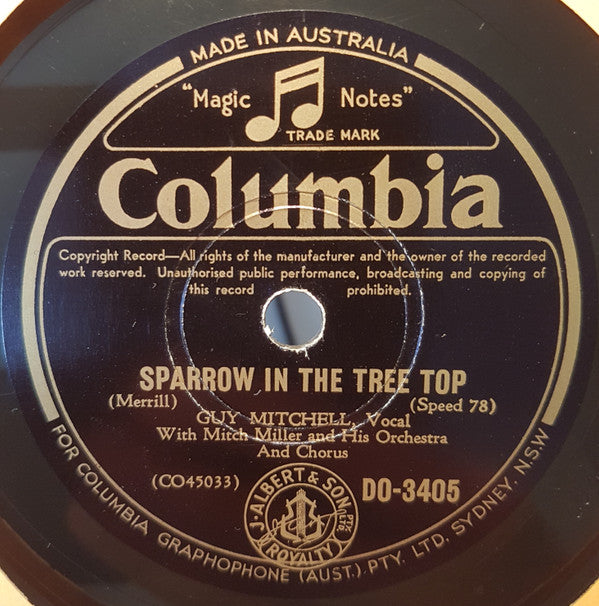 MADE IN AUSTRALIA
"Magic Notes"
TRADE MARK
Columbia
Copyright Record—All rights of the manufacturer and the owner of the recorded
work reserved. Unauthorised public performance, broadcasting and copying of
this record prohibited.
SPARROW IN THE TREE TOP
(Merrill) (Speed 78)
GUY MITCHELL, Vocal
With Mitch Miller and His Orchestra
And Chorus
(CO45033) DO-3405
J. ALBERT & SON PTY. LTD.
ROYALTY
FOR COLUMBIA GRAPHOPHONE (AUST.) PTY. LTD. SYDNEY, N.S.W.